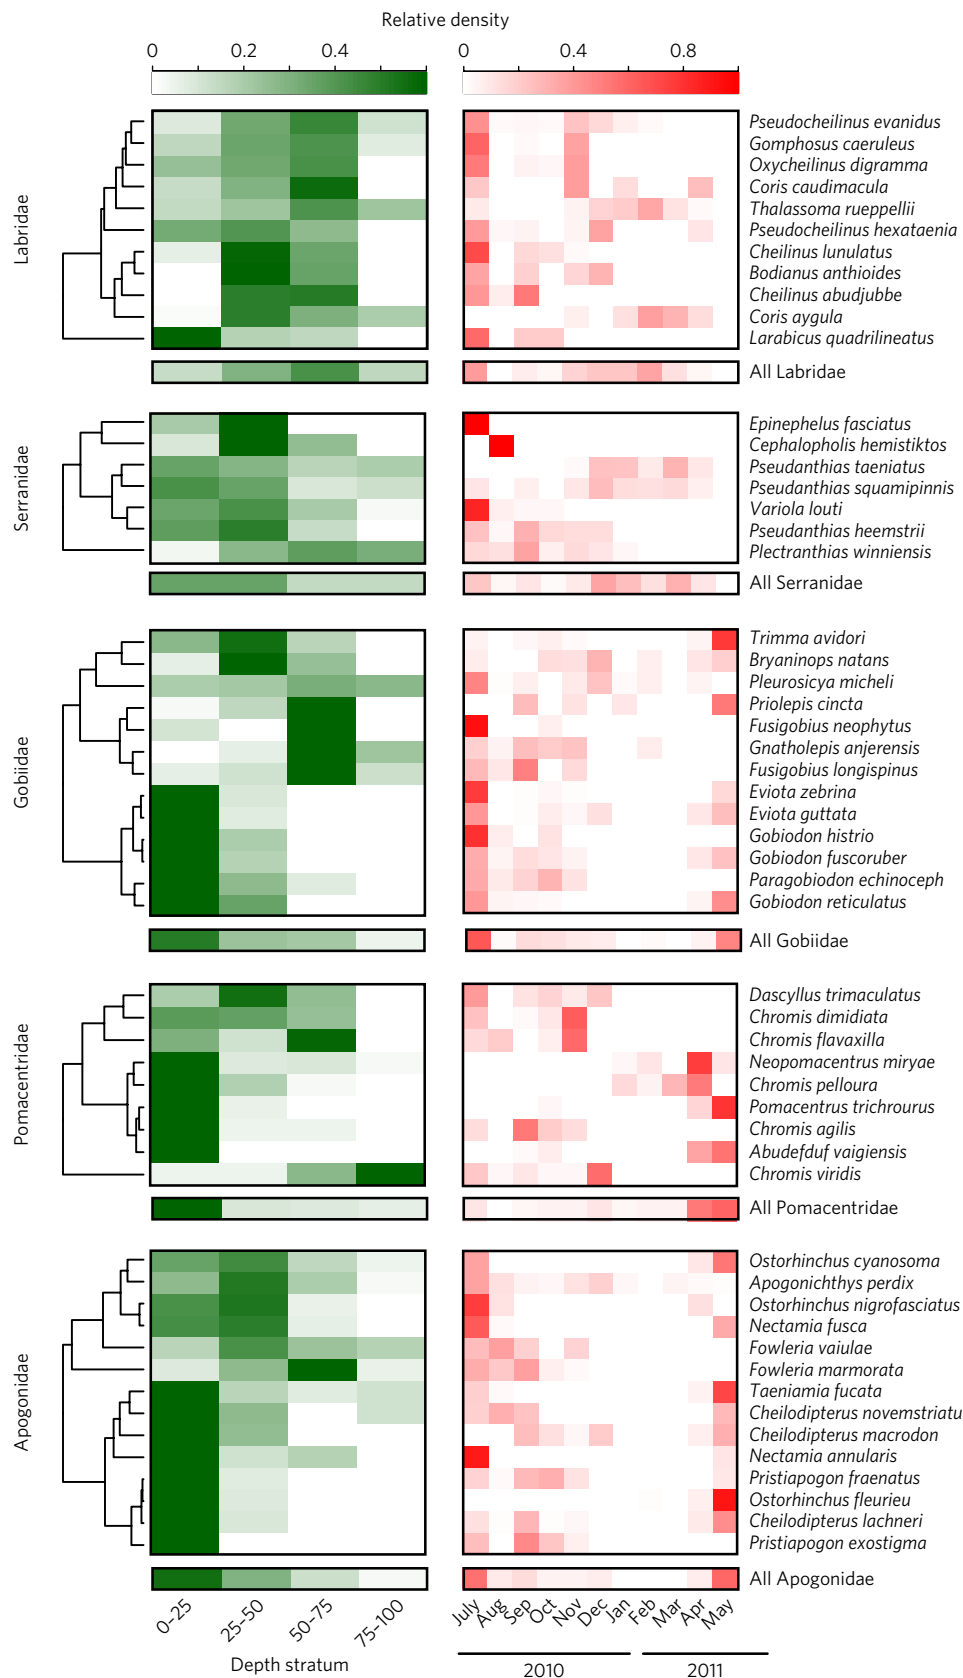 Relative density
0 0.4 0 0.4 0.8
Labridae
Pseudocheilinus evanidus
Gomphosus caeruleus
Oxycheilinus digramma
Coris caudimacula
Thalassoma rueppellii
Pseudocheilinus hexataenia
Cheilinus lunulatus
Bodianus anthioides
Cheilinus abudjubbe
Coris aygula
Larabicus quadrilineatus
All Labridae
Serranidae
Epinephelus fasciatus
Cephalopholis hemistiktos
Pseudanthias taeniatus
Pseudanthias squamipinnis
Variola louti
Pseudanthias heemstrii
Plectranthias winniensis
All Serranidae
Gobiidae
Trimma avidori
Bryaninops natans
Pleurosicya micheli
Priolepis cincta
Fusigobius neophytus
Gnatholepis anjerensis
Fusigobius longispinus
Eviota zebrina
Eviota guttata
Gobiodon histrio
Gobiodon fuscoruber
Paragobiodon echinoceph
Gobiodon reticulatus
All Gobiidae
Pomacentridae
Dascyllus trimaculatus
Chromis dimidiata
Chromis flavaxilla
Neopomacentrus miryae
Chromis pelloura
Pomacentrus trichrourus
Chromis agilis
Abudefduf vaigiensis
Chromis viridis
All Pomacentridae
Apogonidae
Ostorhinchus cyanosoma
Apogonichthys perdix
Ostorhinchus nigrofasciatus
Nectamia fusca
Fowleria vaiulae
Fowleria marmorata
Taeniamia fucata
Cheilodipterus novemstriatu
Cheilodipterus macrodon
Nectamia annularis
Pristiapogon fraenatus
Ostorhinchus fleurieu
Cheilodipterus lachneri
Pristiapogon exostigma
All Apogonidae
0–25 25–50 50–75 75–100 July Aug Sep Oct Nov Dec Jan Feb Mar Apr May
Depth stratum
2010 2011